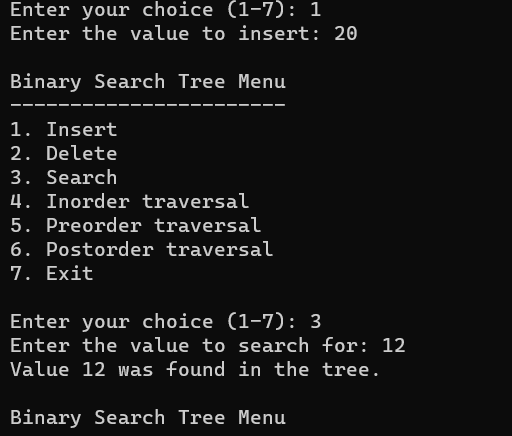 Enter your choice (1-7): 1
Enter the value to insert: 20
Binary Search Tree Menu
-----------------------
1. Insert
2. Delete
3. Search
4. Inorder traversal
5. Preorder traversal
6. Postorder traversal
7. Exit
Enter your choice (1-7): 3
Enter the value to search for: 12
Value 12 was found in the tree.
Binary Search Tree Menu